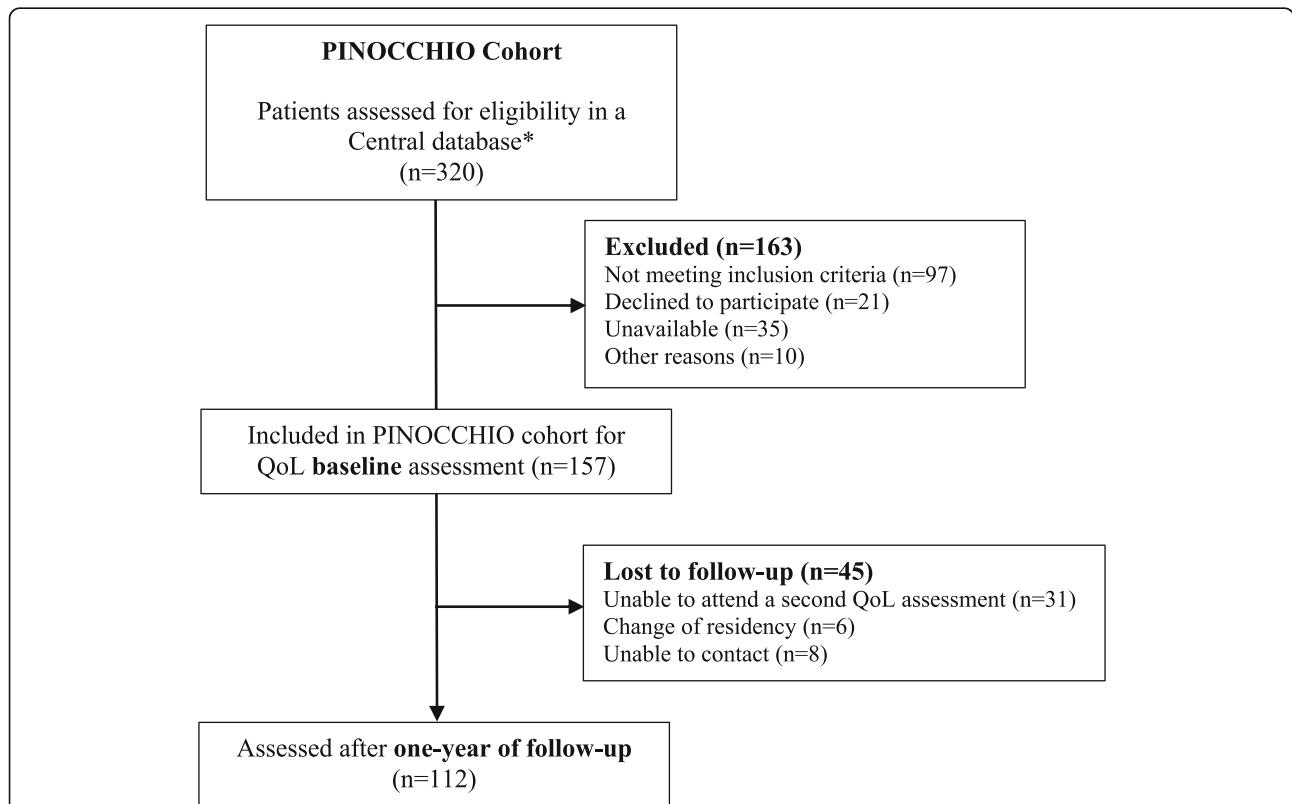 PINOCCHIO Cohort
Patients assessed for eligibility in a
Central database*
(n=320)
Excluded (n=163)
Not meeting inclusion criteria (n=97)
Declined to participate (n=21)
Unavailable (n=35)
Other reasons (n=10)
Included in PINOCCHIO cohort for
QoL baseline assessment (n=157)
Lost to follow-up (n=45)
Unable to attend a second QoL assessment (n=31)
Change of residency (n=6)
Unable to contact (n=8)
Assessed after one-year of follow-up
(n=112)